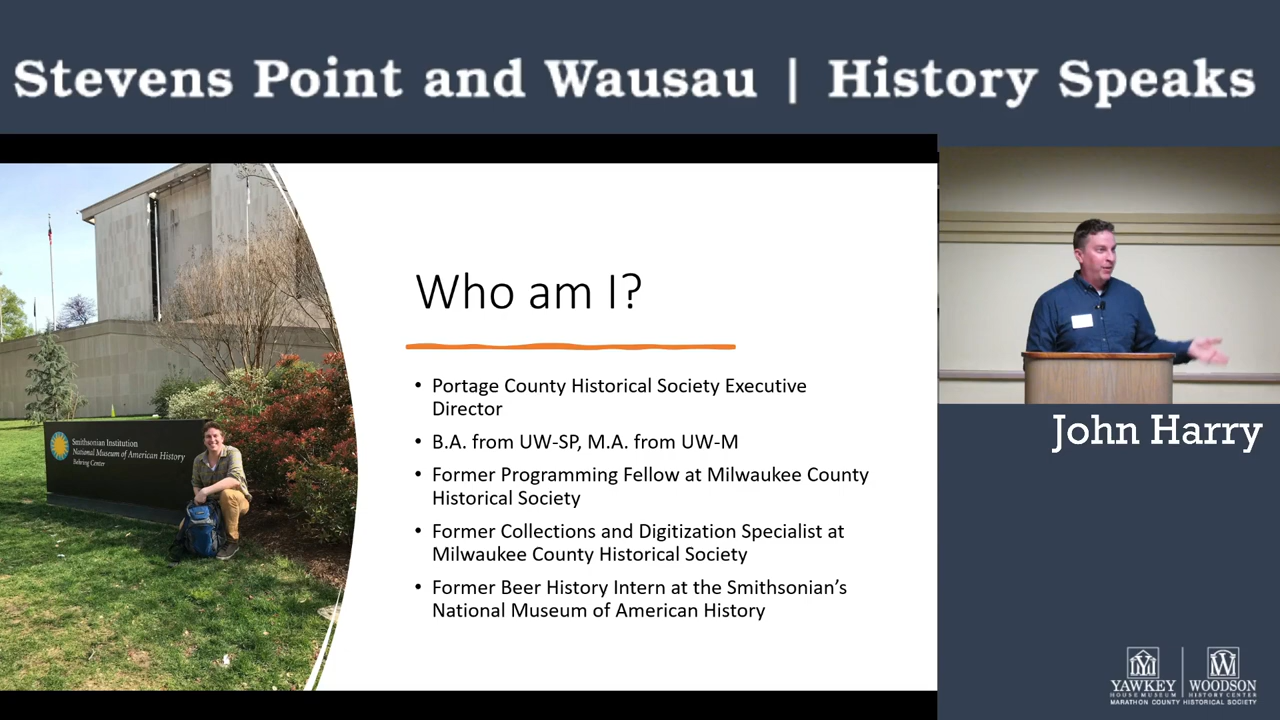 Stevens Point and Wausau | History Speaks
Smithsonian Institution
National Museum of American History
Behring Center
Who am I?
• Portage County Historical Society Executive
Director
• B.A. from UW-SP, M.A. from UW-M
• Former Programming Fellow at Milwaukee County
Historical Society
• Former Collections and Digitization Specialist at
Milwaukee County Historical Society
• Former Beer History Intern at the Smithsonian’s
National Museum of American History
John Harry
YAWKEY
HOUSE MUSEUM
WOODSON
HISTORY CENTER
MARATHON COUNTY HISTORICAL SOCIETY